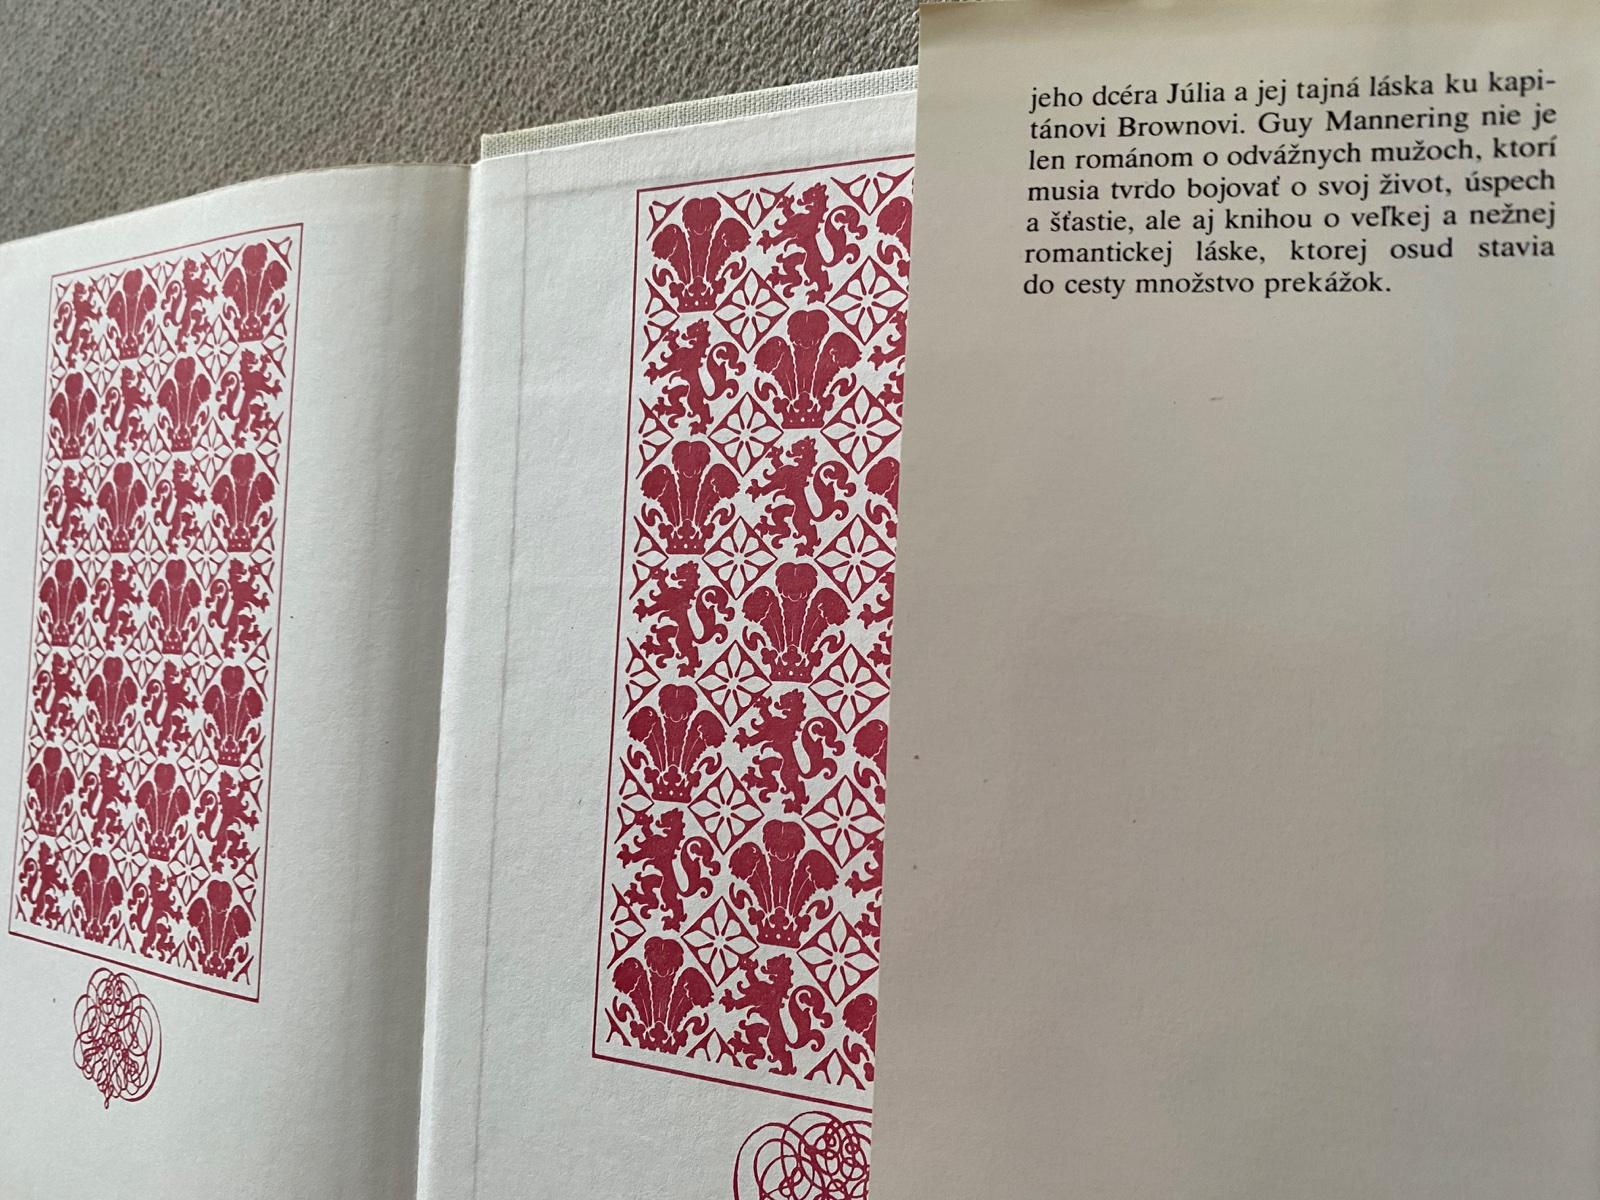 jeho dcéra Júlia a jej tajná láska ku kapi-
tánovi Brownovi. Guy Mannering nie je
len románom o odvážnych mužoch, ktorí
musia tvrdo bojovať o svoj život, úspech
a šťastie, ale aj knihou o veľkej a nežnej
romantickej láske, ktorej osud stavia
do cesty množstvo prekážok.